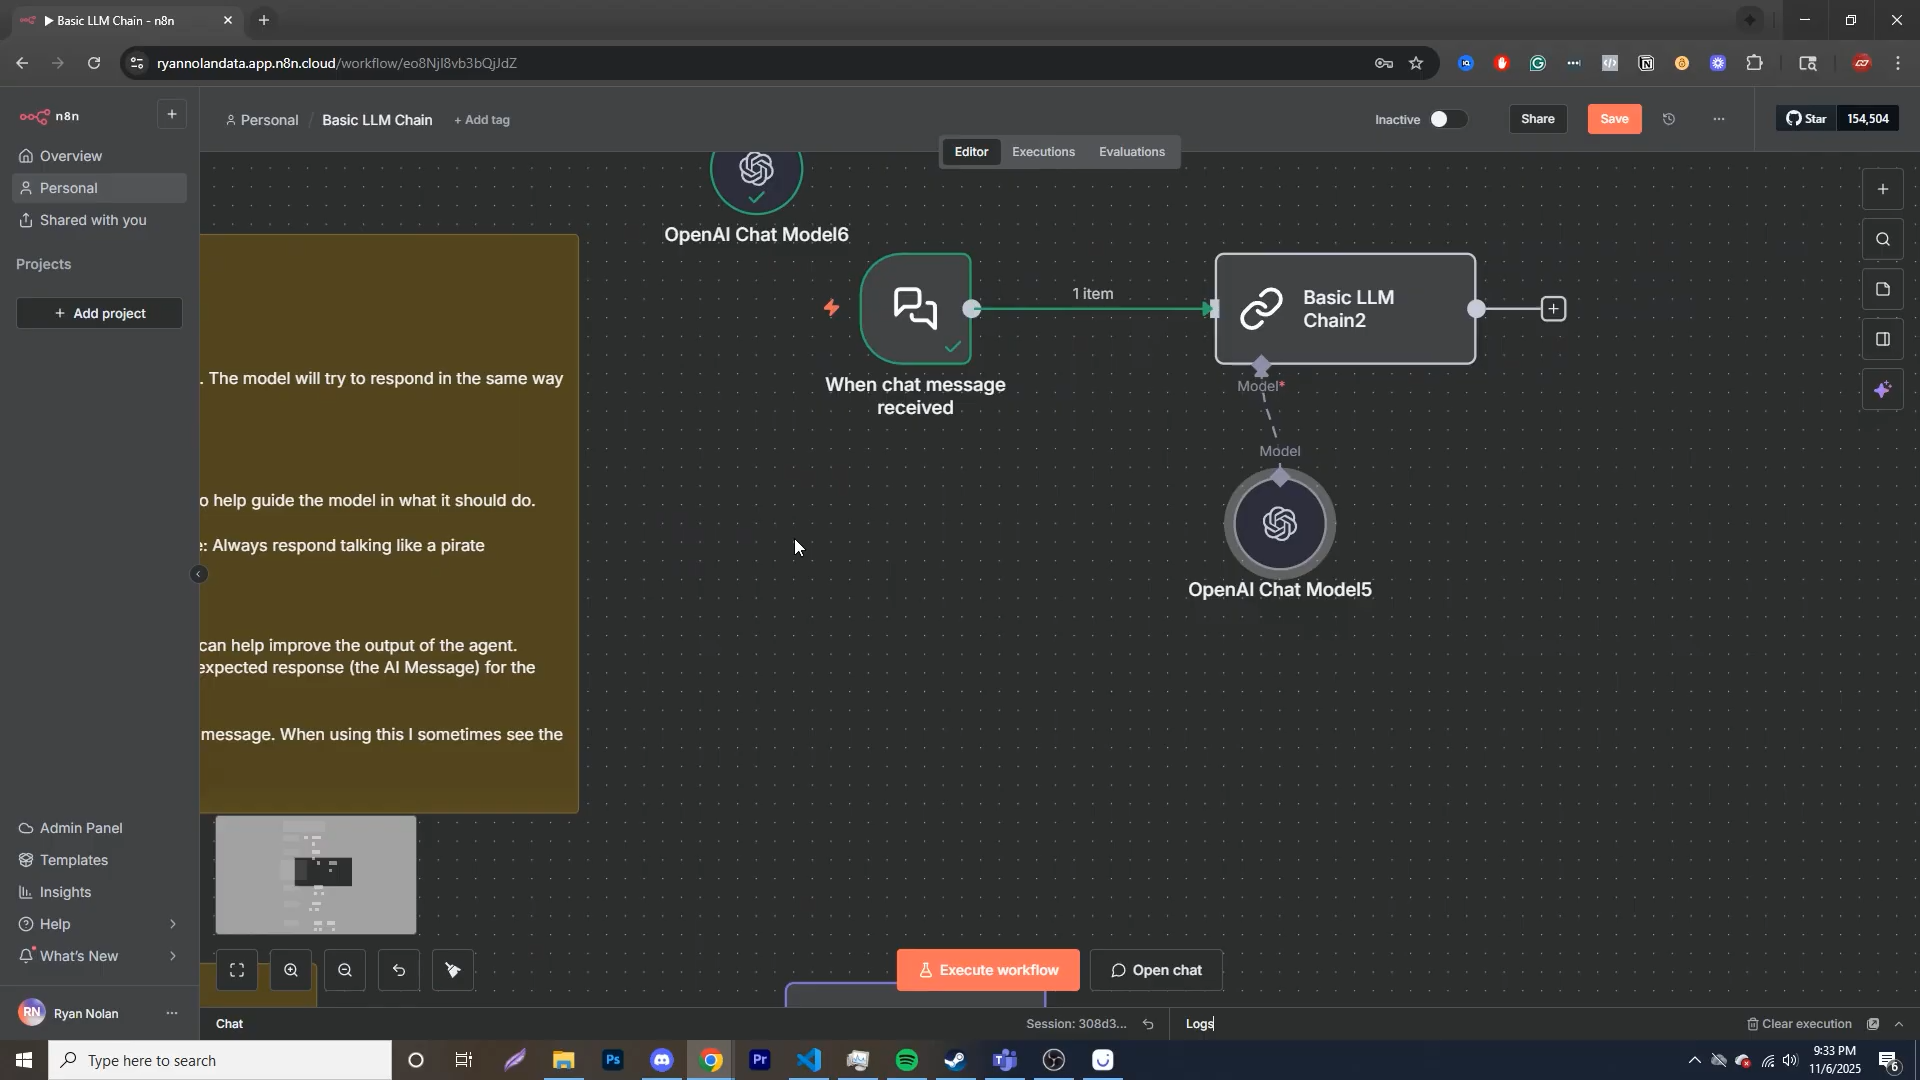 Basic LLM Chain - n8n
ryannolandata.app.n8n.cloud/workflow/eo8NjI8vb3bQjJdZ
n8n
Personal / Basic LLM Chain + Add tag
Inactive
Share
Save
Star 154,504
Editor Executions Evaluations
Overview
Personal
Shared with you
Projects
Add project
OpenAI Chat Model6
1 item
Basic LLM
Chain2
. The model will try to respond in the same way
When chat message
received
Model*
Model
o help guide the model in what it should do.
e: Always respond talking like a pirate
OpenAI Chat Model5
can help improve the output of the agent.
expected response (the AI Message) for the
message. When using this I sometimes see the
Admin Panel
Templates
Insights
Help
What's New
Execute workflow
Open chat
RN Ryan Nolan
Chat
Session: 308d3...
Logs
Clear execution
Type here to search
Ps
Pr
9:33 PM
11/6/2025
6